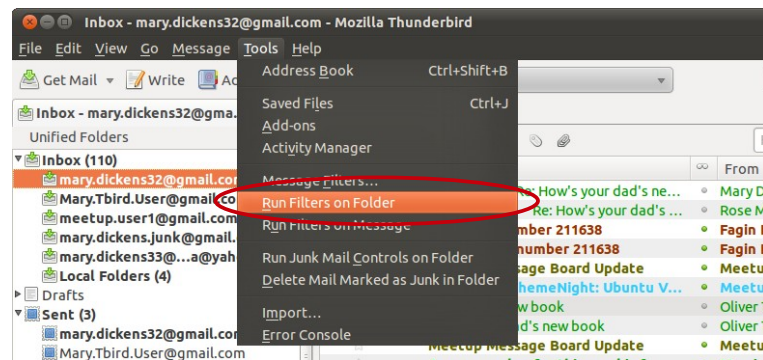 Inbox - mary.dickens32@gmail.com - Mozilla Thunderbird
File Edit View Go Message Tools Help
Get Mail Write Ad
Address Book Ctrl+Shift+B
Saved Files Ctrl+J
Add-ons
Activity Manager
Message Filters...
Run Filters on Folder
Run Filters on Message
Run Junk Mail Controls on Folder
Delete Mail Marked as Junk in Folder
Import...
Error Console
Inbox - mary.dickens32@gma.
Unified Folders
Inbox (110)
mary.dickens32@gmail.com
Mary.Tbird.User@gmail.co
meetup.user1@gmail.com
mary.dickens.junk@gmail.
mary.dickens33@...a@yah
Local Folders (4)
Drafts
Sent (3)
mary.dickens32@gmail.com
Mary.Tbird.User@gmail.com
From
Re: How's your dad's ne... Mary D
Re: How's your dad's ... Rose M
mber 211638 Fagin
number 211638 Fagin
sage Board Update Meetu
hemeNight: Ubuntu V... Meetu
w book Oliver
d's new book Oliver
Meetup Message Board Update Meetu